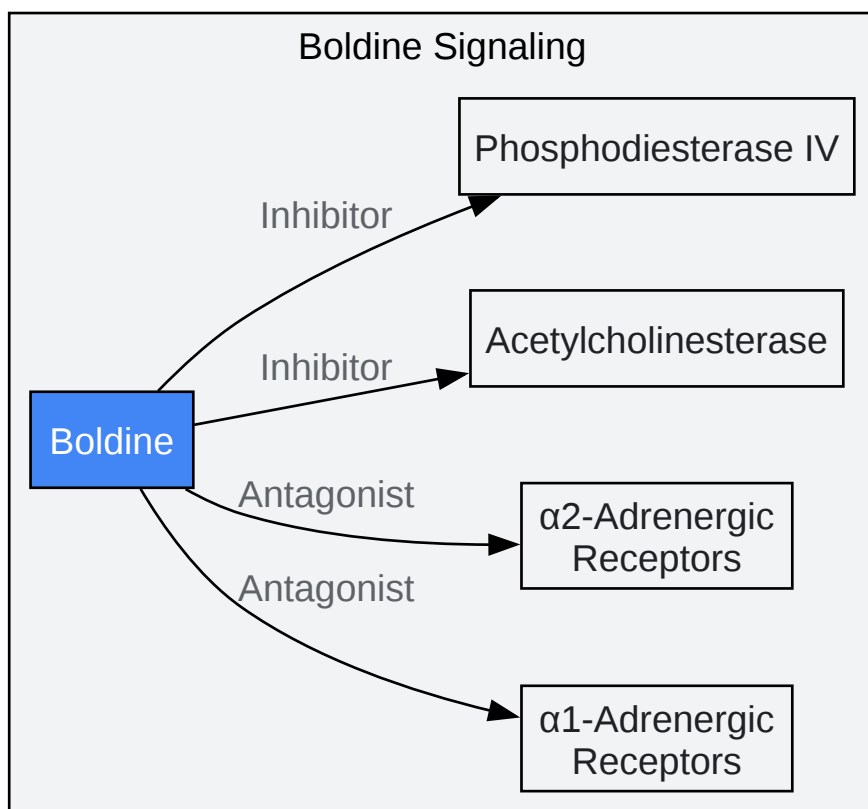 Boldine Signaling
Phosphodiesterase IV
Inhibitor
Acetylcholinesterase
Inhibitor
Boldine
Antagonist
α2-Adrenergic
Receptors
Antagonist
α1-Adrenergic
Receptors